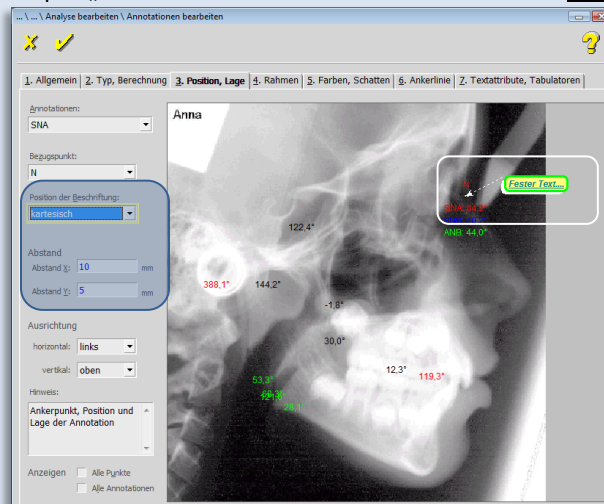 ... \ ... \ Analyse bearbeiten \ Annotationen bearbeiten
1. Allgemein
2. Typ, Berechnung
3. Position, Lage
4. Rahmen
5. Farben, Schatten
6. Ankerlinie
7. Textattribute, Tabulatoren
Annotationen:
SNA
Bezugspunkt:
N
Position der Beschriftung:
kartesisch
Abstand
Abstand X: 10 mm
Abstand Y: 5 mm
Ausrichtung
horizontal: links
vertikal: oben
Hinweis:
Ankerpunkt, Position und
Lage der Annotation
Anzeigen
Alle Punkte
Alle Annotationen
Anna
Fester Text....
N
ANB: 44,0°
122,4°
388,1°
144,2°
-1,8°
30,0°
12,3°
119,3°
53,3°
28,1°